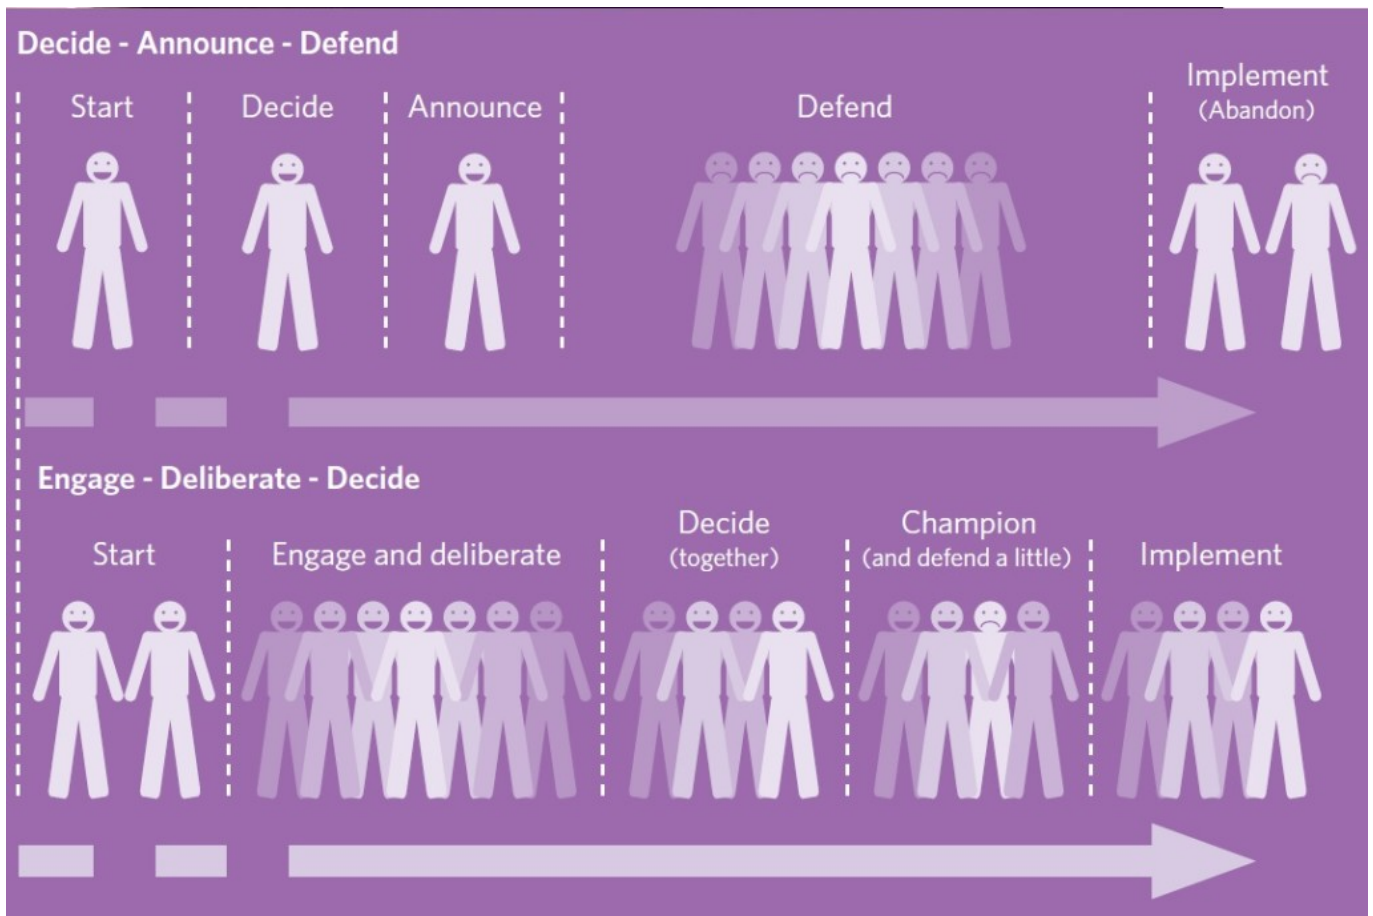 Decide - Announce - Defend
Start
Decide
Announce
Defend
Implement
(Abandon)
Engage - Deliberate - Decide
Start
Engage and deliberate
Decide
(together)
Champion
(and defend a little)
Implement